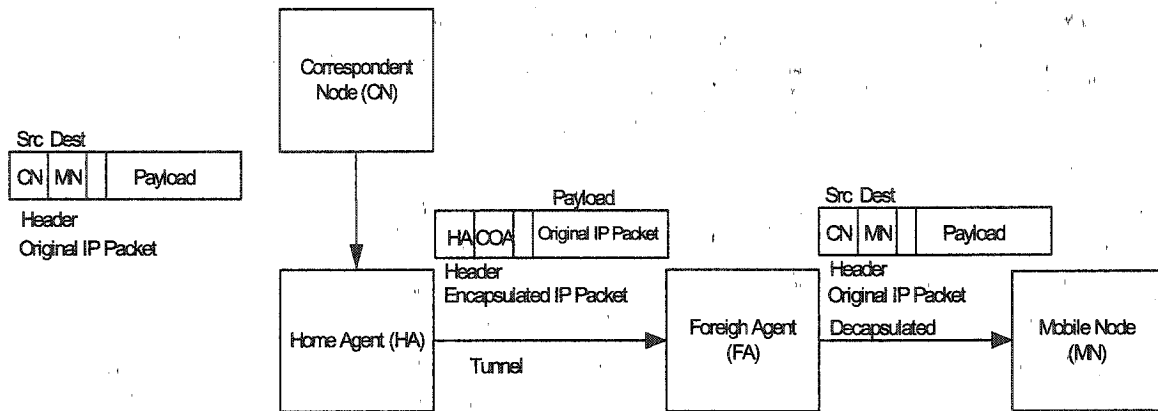 Correspondent
Node (CN)
Src Dest
CN MN Payload
Header
Original IP Packet
Payload
HA COA Original IP Packet
Header
Encapsulated IP Packet
Src Dest
CN MN Payload
Header
Original IP Packet
Home Agent (HA)
Tunnel
Foreigh Agent
(FA)
Decapsulated
Mobile Node
(MN)